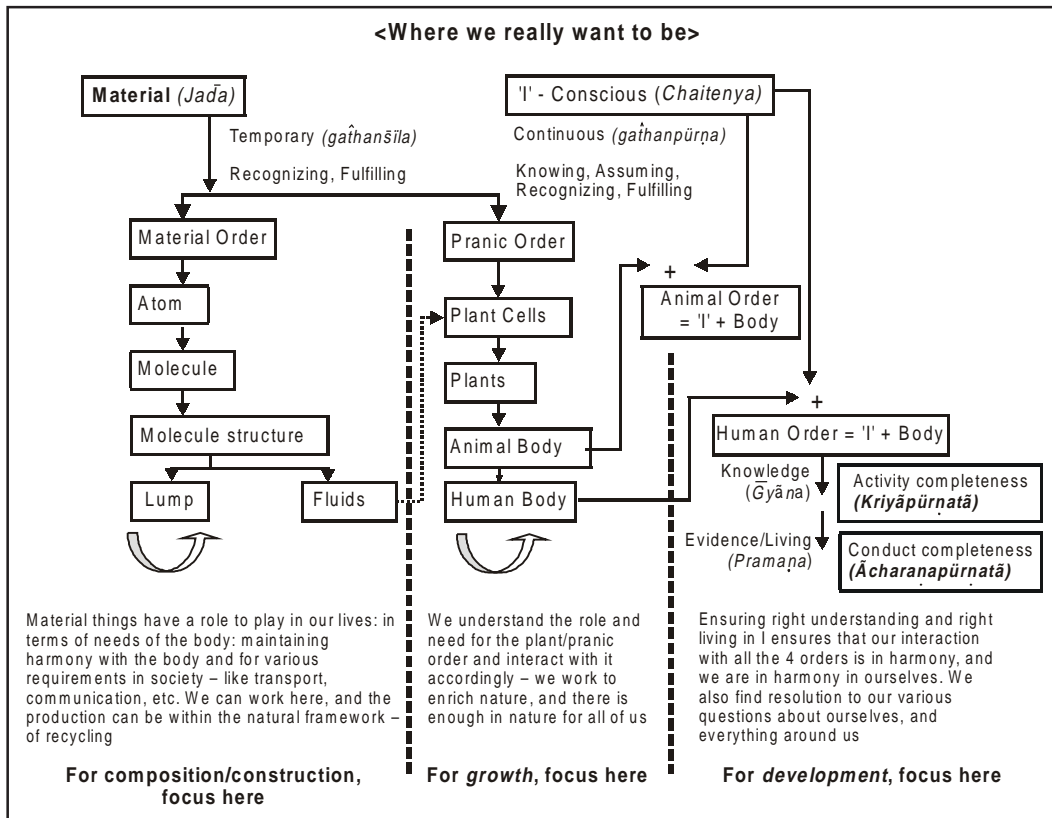 <Where we really want to be>
Material (Jad̄a)
'I' - Conscious (Chaitenya)
Temporary (gat̂hanšīla)
Recognizing, Fulfilling
Continuous (gat̂hanpūrṇa)
Knowing, Assuming,
Recognizing, Fulfilling
Material Order
Atom
Molecule
Molecule structure
Lump
Fluids
Pranic Order
Plant Cells
Plants
Animal Body
Human Body
+
Animal Order
= 'I' + Body
+
Human Order = 'I' + Body
Knowledge
(Ḡyāna)
Activity completeness
(Kriyāpūrṇatā)
Evidence/Living
(Pramaṇa)
Conduct completeness
(Ācharanapūrnatā)
Material things have a role to play in our lives: in
terms of needs of the body: maintaining
harmony with the body and for various
requirements in society – like transport,
communication, etc. We can work here, and the
production can be within the natural framework –
of recycling
For composition/construction,
focus here
We understand the role and
need for the plant/pranic
order and interact with it
accordingly – we work to
enrich nature, and there is
enough in nature for all of us
For growth, focus here
Ensuring right understanding and right
living in I ensures that our interaction
with all the 4 orders is in harmony, and
we are in harmony in ourselves. We
also find resolution to our various
questions about ourselves, and
everything around us
For development, focus here